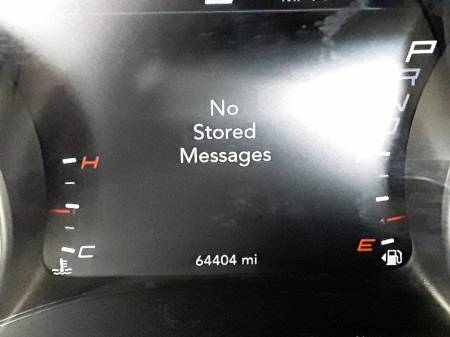 P
R
N
D
No
Stored
Messages
H
C
E
64404 mi